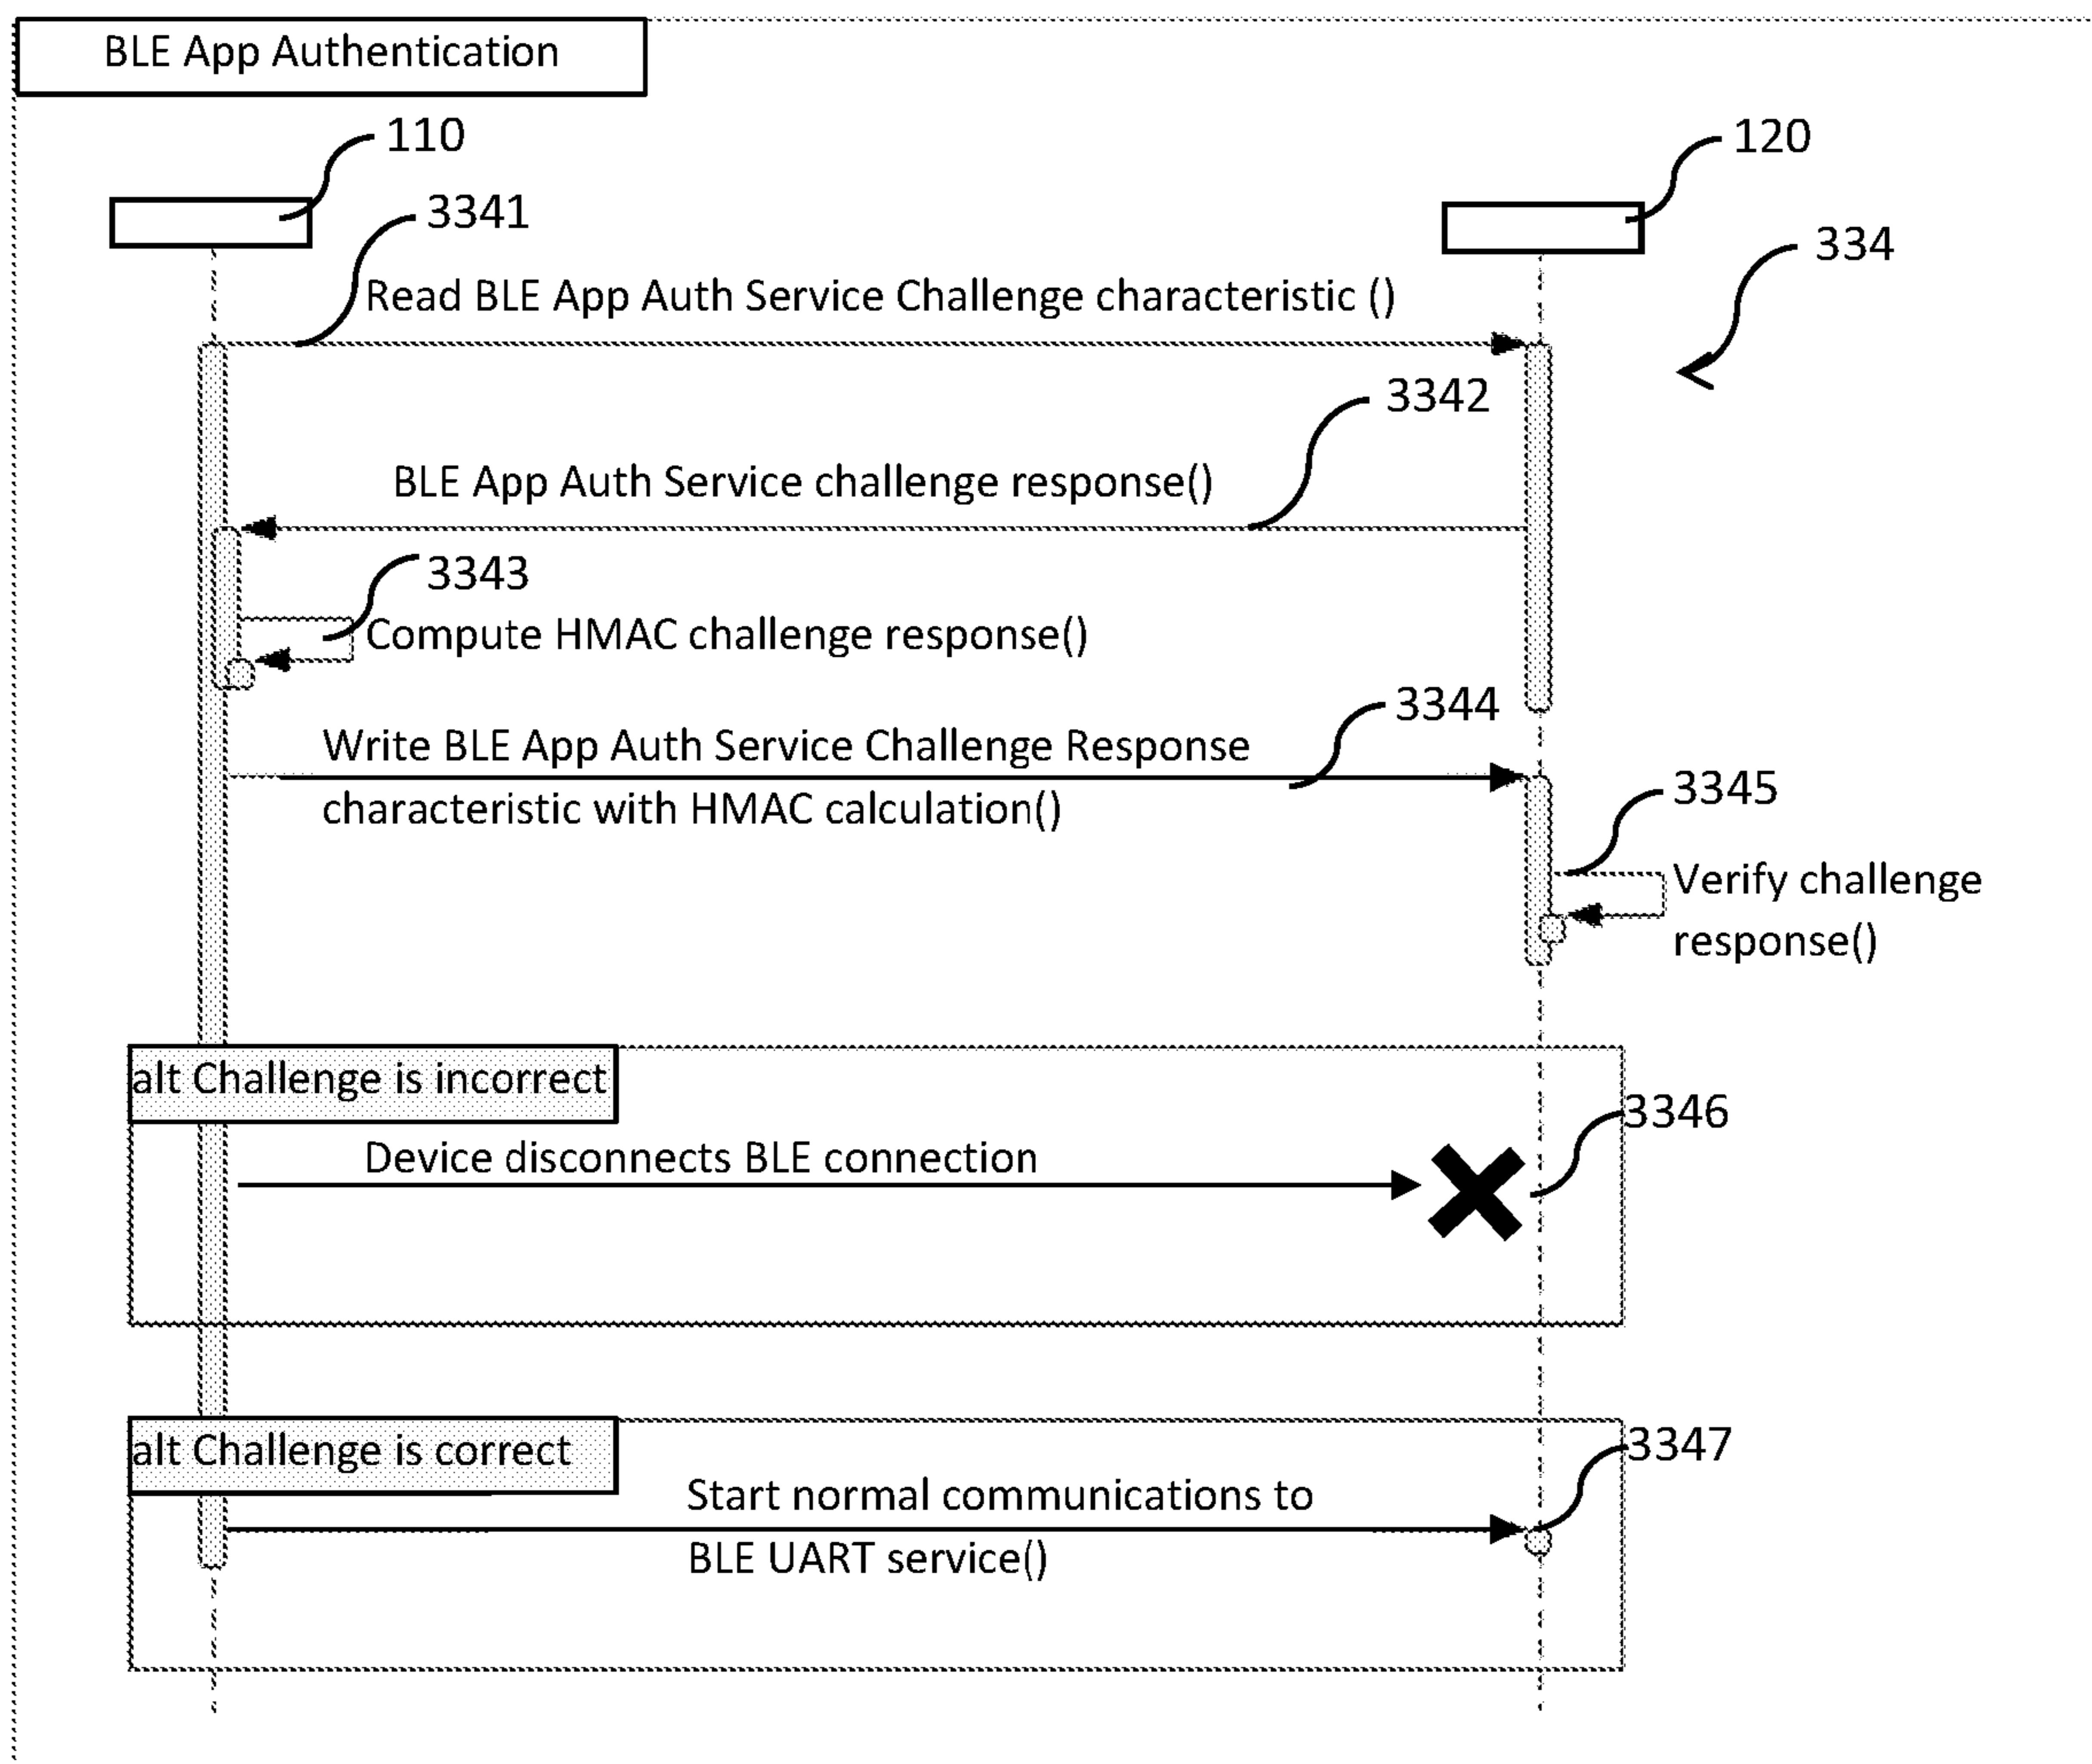 BLE App Authentication
110
120
3341
334
Read BLE App Auth Service Challenge characteristic ()
3342
BLE App Auth Service challenge response()
3343
Compute HMAC challenge response()
3344
Write BLE App Auth Service Challenge Response
characteristic with HMAC calculation()
3345
Verify challenge
response()
alt Challenge is incorrect
3346
Device disconnects BLE connection
alt Challenge is correct
3347
Start normal communications to
BLE UART service()